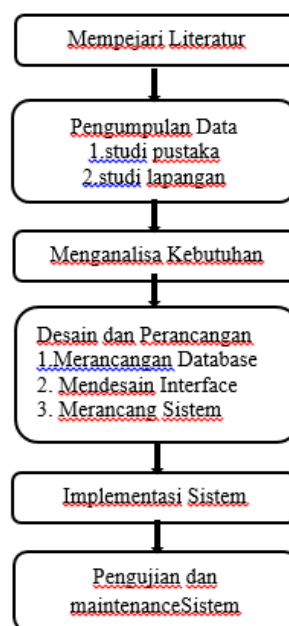 Mempejari Literatur
Pengumpulan Data
1.studi pustaka
2.studi lapangan
Menganalisa Kebutuhan
Desain dan Perancangan
1.Merancangan Database
2. Mendesain Interface
3. Merancang Sistem
Implementasi Sistem
Pengujian dan
maintenanceSistem